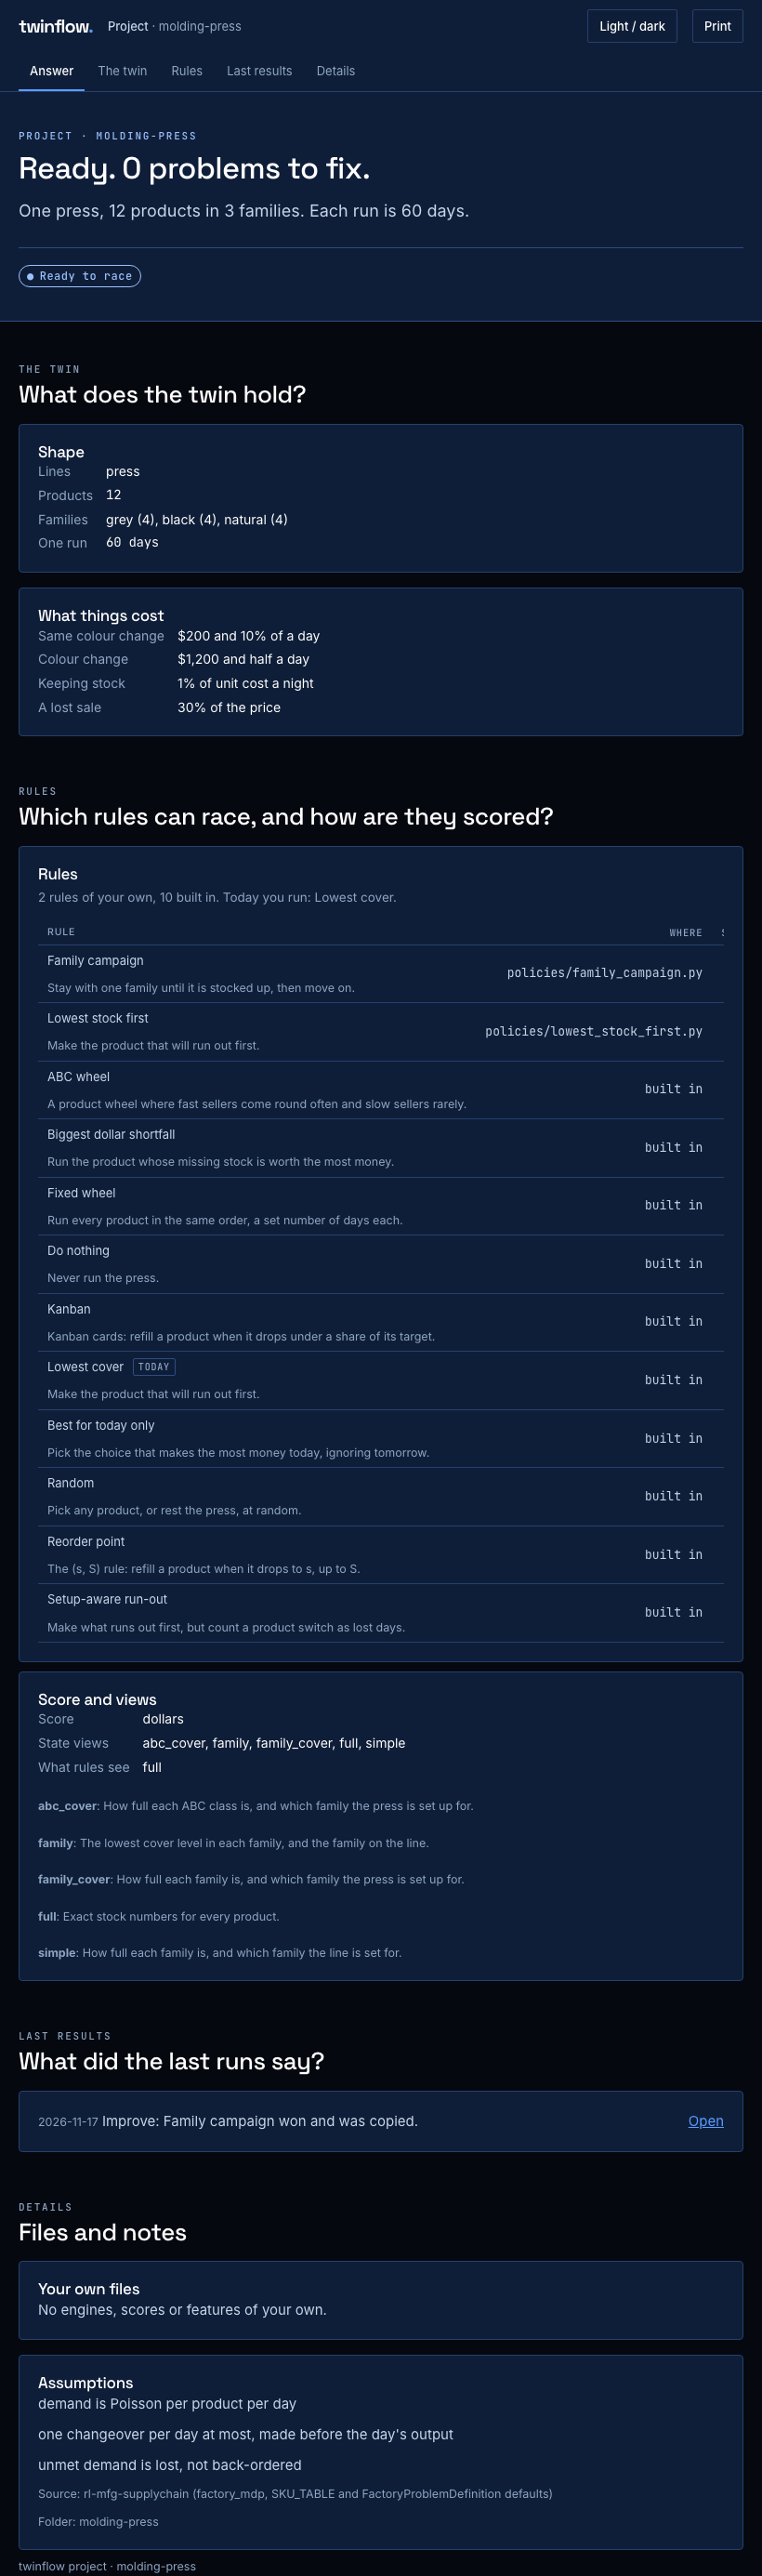 twinflow.
Project · molding-press
Light / dark
Print
Answer
The twin
Rules
Last results
Details
PROJECT · MOLDING-PRESS
Ready. 0 problems to fix.
One press, 12 products in 3 families. Each run is 60 days.
● Ready to race
THE TWIN
What does the twin hold?
Shape
Lines press
Products 12
Families grey (4), black (4), natural (4)
One run 60 days
What things cost
Same colour change $200 and 10% of a day
Colour change $1,200 and half a day
Keeping stock 1% of unit cost a night
A lost sale 30% of the price
RULES
Which rules can race, and how are they scored?
Rules
2 rules of your own, 10 built in. Today you run: Lowest cover.
RULE WHERE
Family campaign
Stay with one family until it is stocked up, then move on.
policies/family_campaign.py
Lowest stock first
Make the product that will run out first.
policies/lowest_stock_first.py
ABC wheel
A product wheel where fast sellers come round often and slow sellers rarely.
built in
Biggest dollar shortfall
Run the product whose missing stock is worth the most money.
built in
Fixed wheel
Run every product in the same order, a set number of days each.
built in
Do nothing
Never run the press.
built in
Kanban
Kanban cards: refill a product when it drops under a share of its target.
built in
Lowest cover TODAY
Make the product that will run out first.
built in
Best for today only
Pick the choice that makes the most money today, ignoring tomorrow.
built in
Random
Pick any product, or rest the press, at random.
built in
Reorder point
The (s, S) rule: refill a product when it drops to s, up to S.
built in
Setup-aware run-out
Make what runs out first, but count a product switch as lost days.
built in
Score and views
Score dollars
State views abc_cover, family, family_cover, full, simple
What rules see full
abc_cover: How full each ABC class is, and which family the press is set up for.
family: The lowest cover level in each family, and the family on the line.
family_cover: How full each family is, and which family the press is set up for.
full: Exact stock numbers for every product.
simple: How full each family is, and which family the line is set for.
LAST RESULTS
What did the last runs say?
2026-11-17 Improve: Family campaign won and was copied.
Open
DETAILS
Files and notes
Your own files
No engines, scores or features of your own.
Assumptions
demand is Poisson per product per day
one changeover per day at most, made before the day's output
unmet demand is lost, not back-ordered
Source: rl-mfg-supplychain (factory_mdp, SKU_TABLE and FactoryProblemDefinition defaults)
Folder: molding-press
twinflow project · molding-press